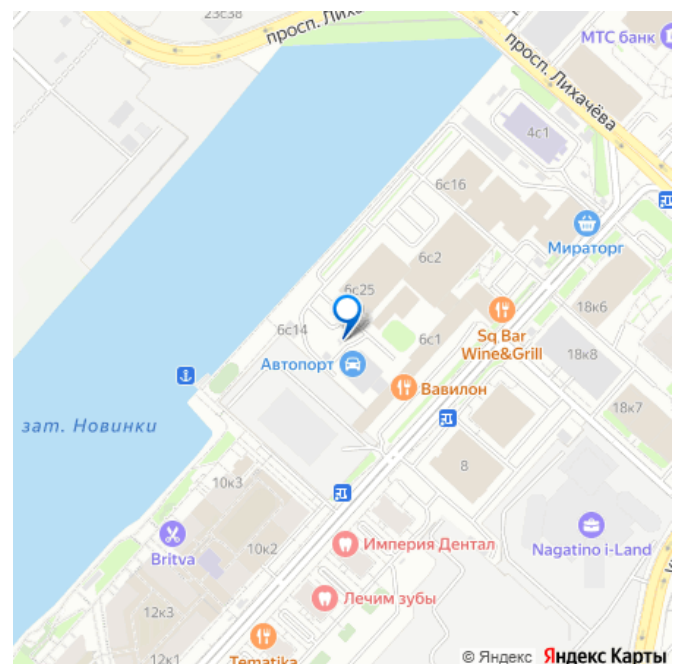 23с38
просп. Лихачёва
МТС банк
просп. Лихачёва
4с1
6с16
Мираторг
6с2
6с25
18к6
6с14
6с1
Sq Bar
Wine&Grill
18к8
Автопорт
Вавилон
18к7
зат. Новинки
8
10к3
Nagatino i-Land
Britva
10к2
Империя Дентал
Лечим зубы
12к3
12к1
Tematika
© Яндекс Яндекс Карты